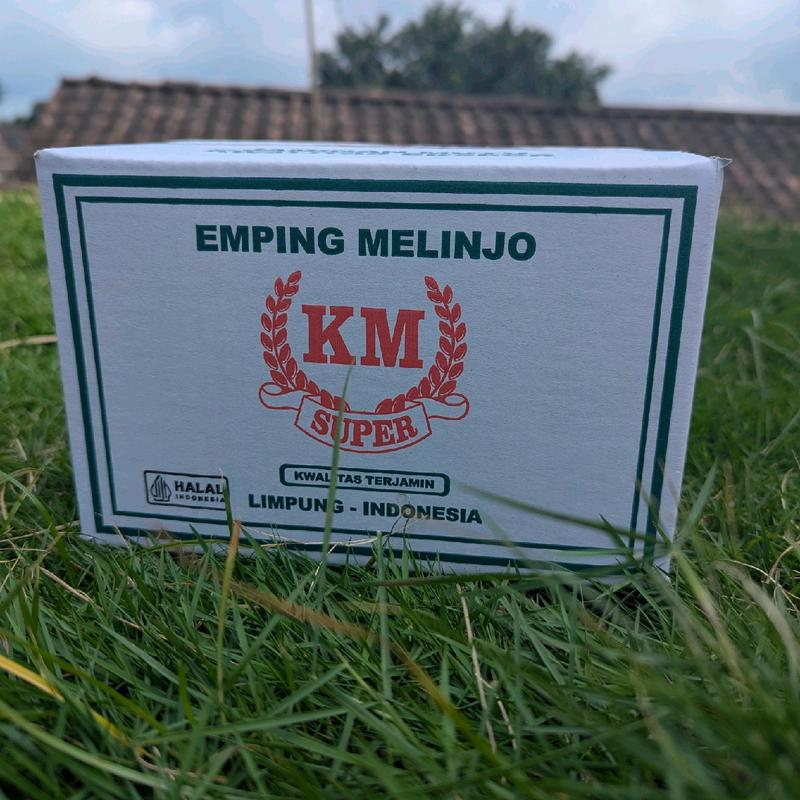 EMPING MELINJO
KM
SUPER
KWALITAS TERJAMIN
HALAL
INDONESIA
LIMPUNG - INDONESIA